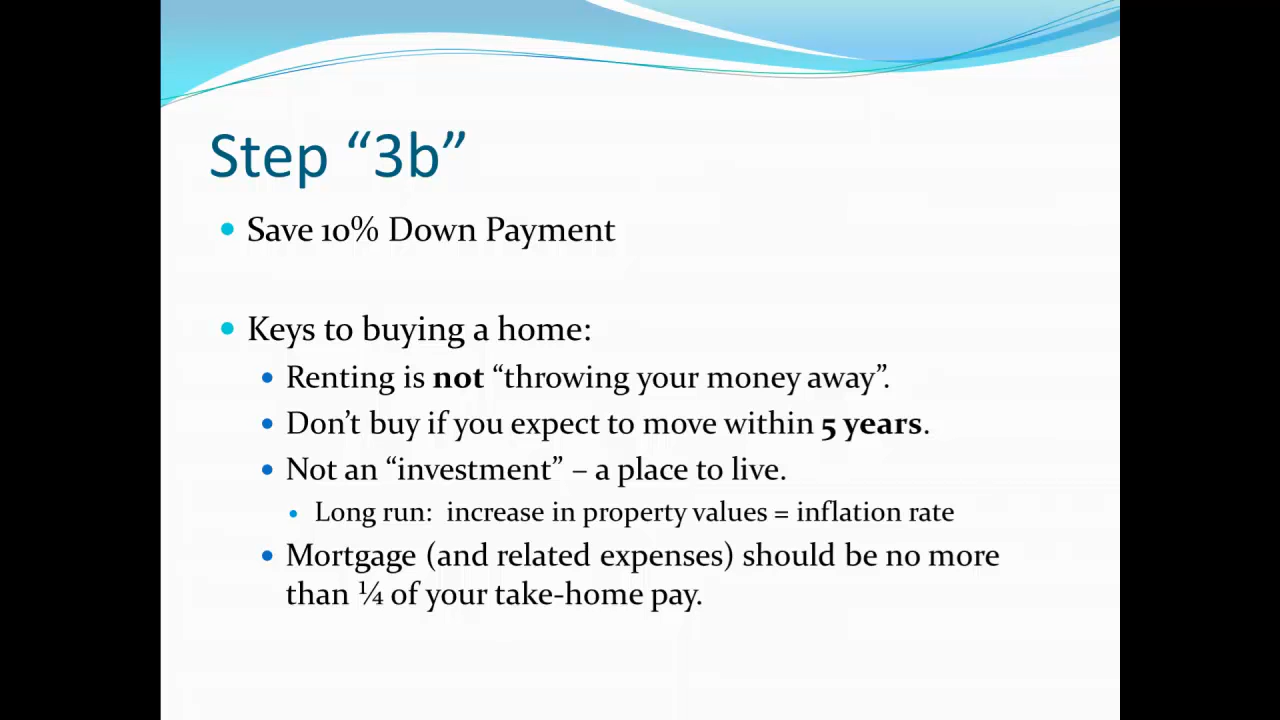 Step “3b”
Save 10% Down Payment
Keys to buying a home:
Renting is not “throwing your money away”.
Don’t buy if you expect to move within 5 years.
Not an “investment” – a place to live.
Long run:  increase in property values = inflation rate
Mortgage (and related expenses) should be no more
than ¼ of your take-home pay.